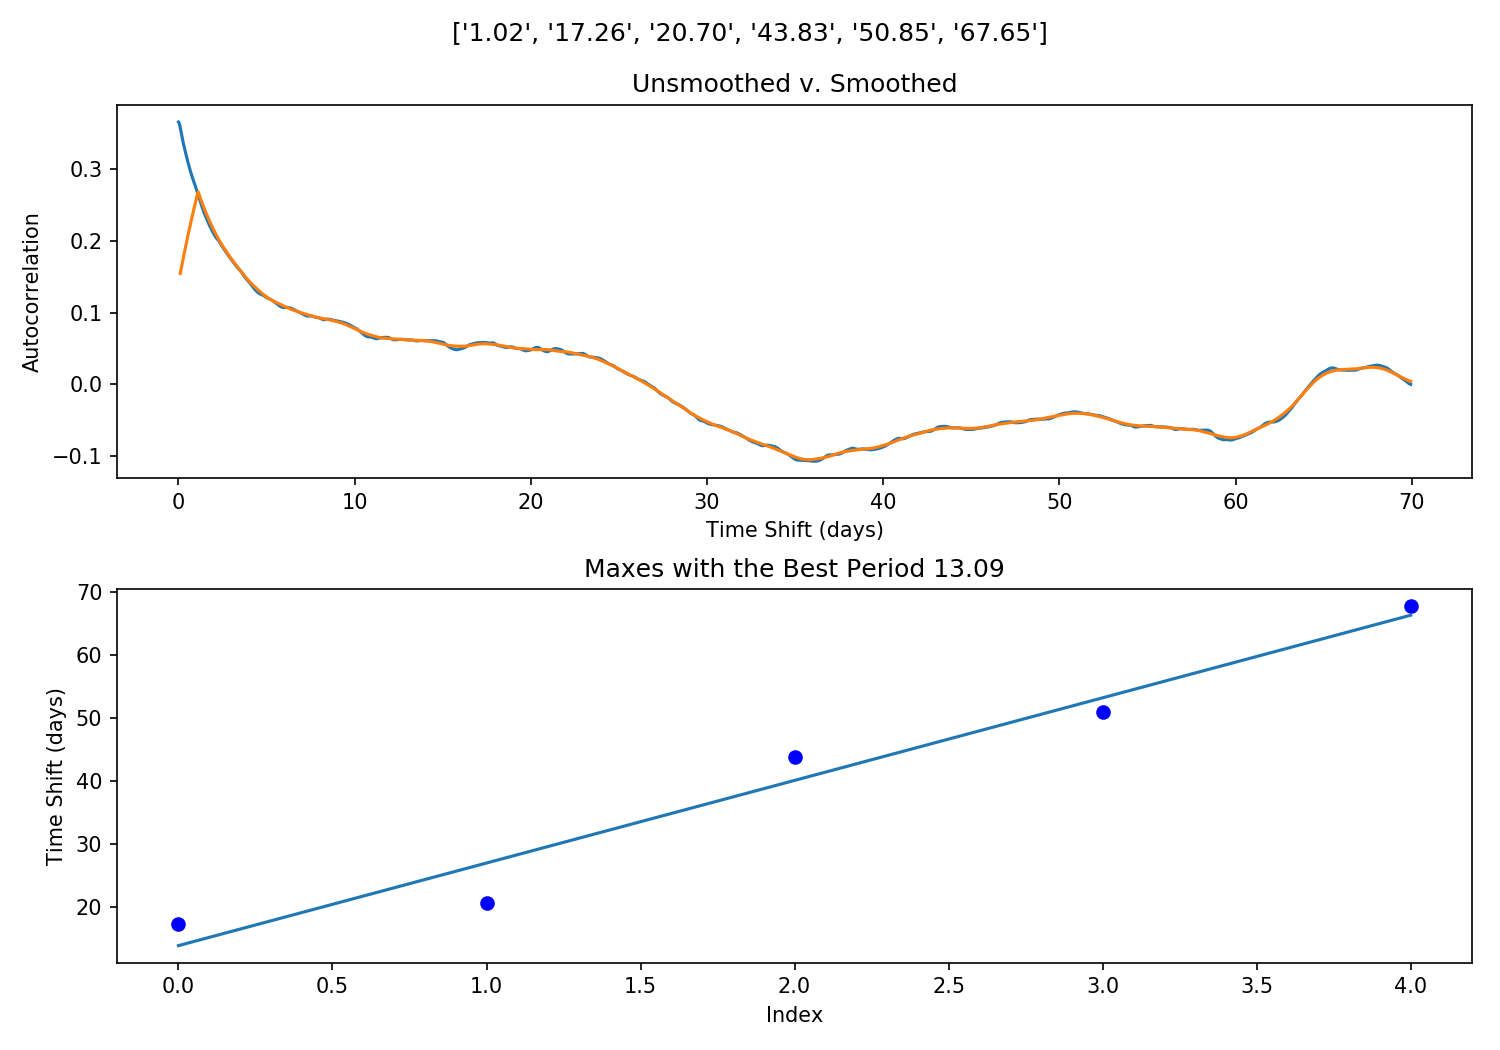 ['1.02', '17.26', '20.70', '43.83', '50.85', '67.65']
Unsmoothed v. Smoothed
Autocorrelation
0.3
0.2
0.1
0.0
−0.1
0 10 20 30 40 50 60 70
Time Shift (days)
Maxes with the Best Period 13.09
Time Shift (days)
70
60
50
40
30
20
0.0 0.5 1.0 1.5 2.0 2.5 3.0 3.5 4.0
Index